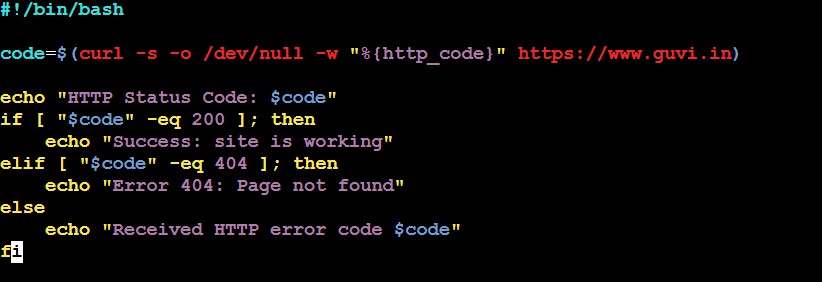 #!/bin/bash
code=$(curl -s -o /dev/null -w "%{http_code}" https://www.guvi.in)
echo "HTTP Status Code: $code"
if [ "$code" -eq 200 ]; then
    echo "Success: site is working"
elif [ "$code" -eq 404 ]; then
    echo "Error 404: Page not found"
else
    echo "Received HTTP error code $code"
fi